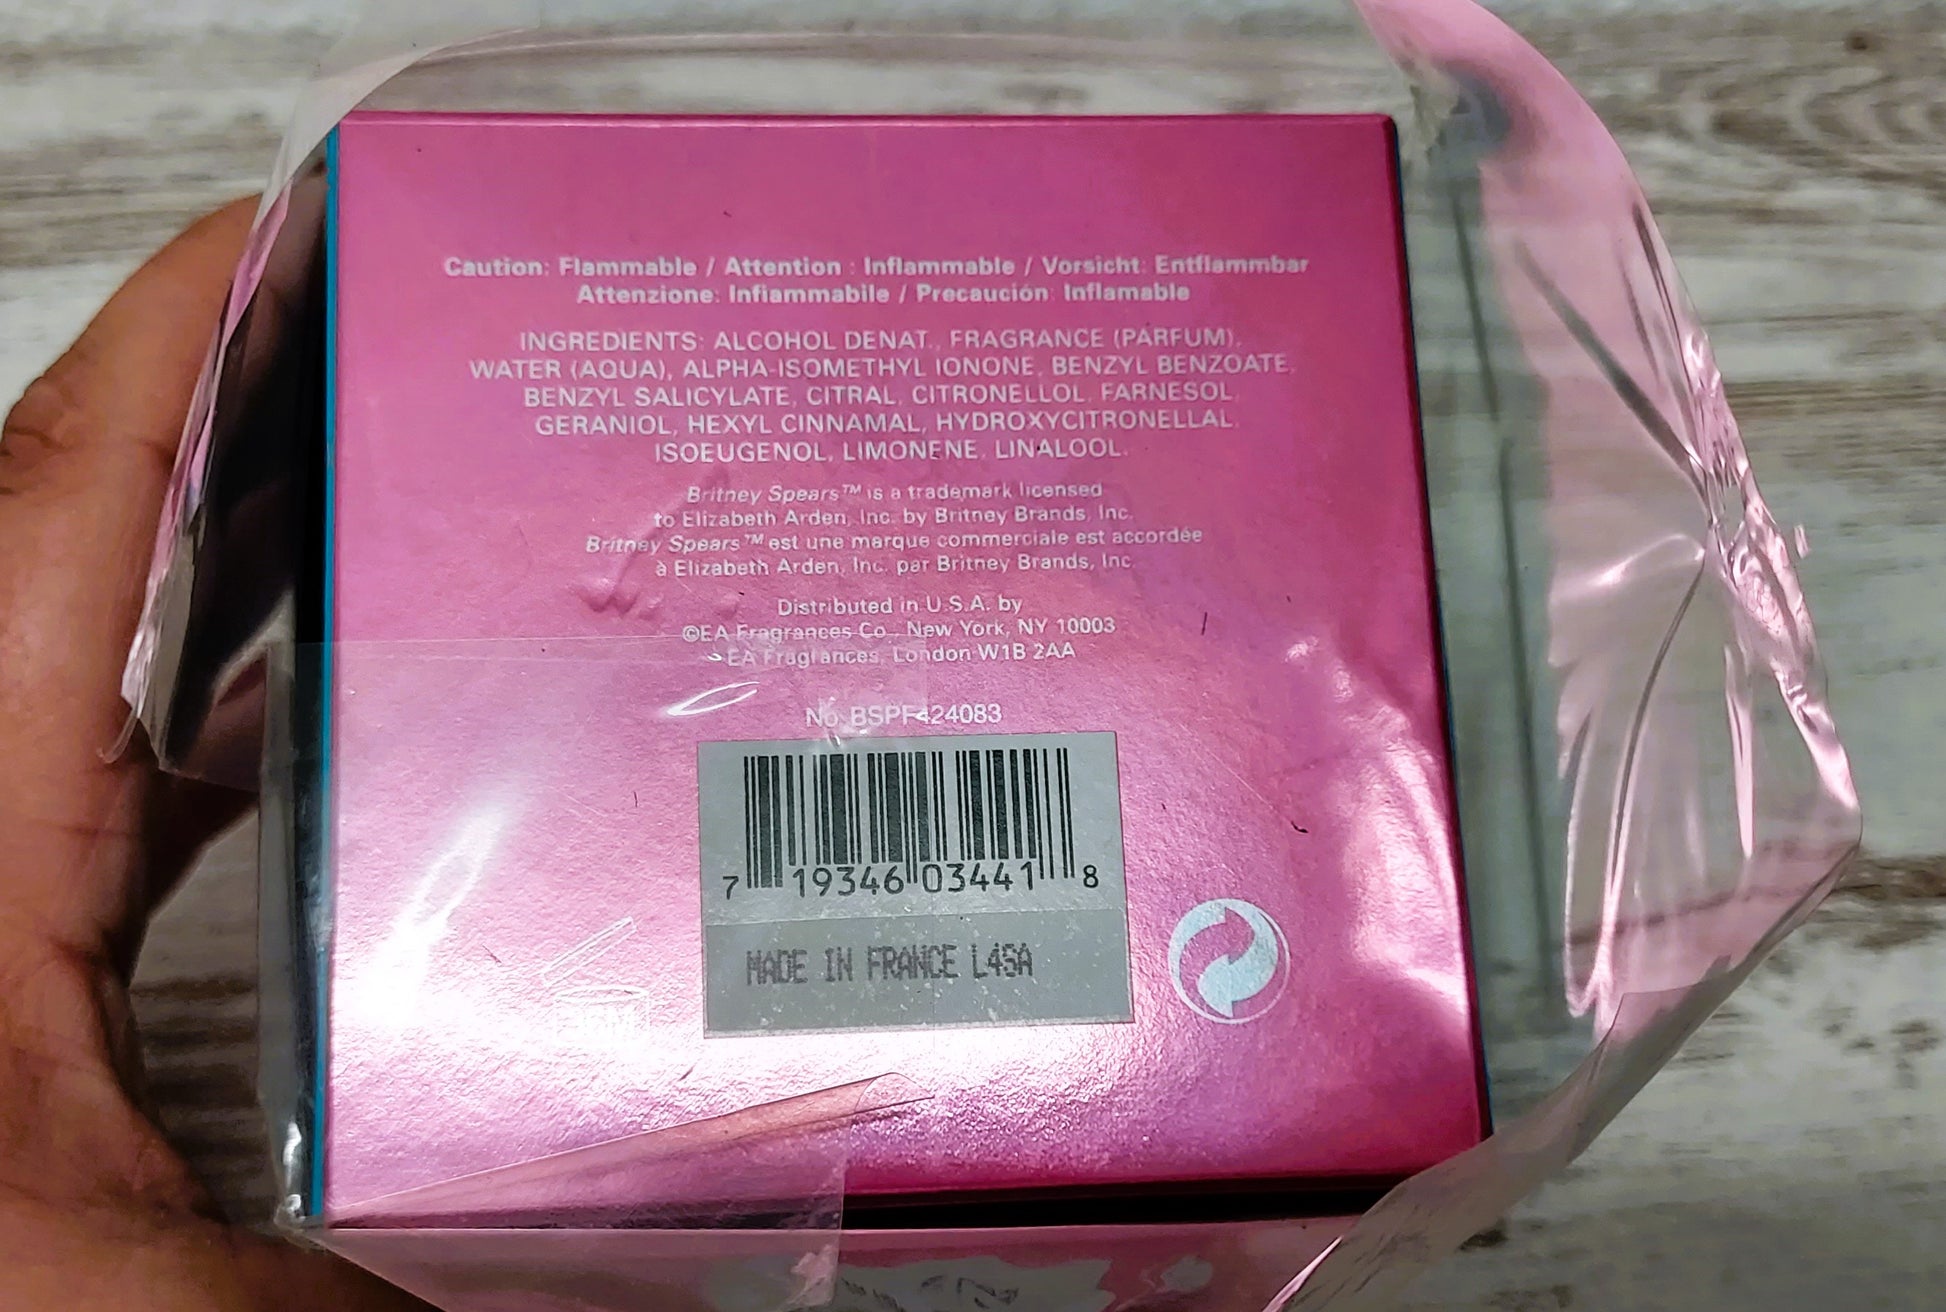 Caution: Flammable / Attention : Inflammable / Vorsicht: Entflammbar
Attenzione: Infiammabile / Precaución: Inflamable
INGREDIENTS: ALCOHOL DENAT., FRAGRANCE (PARFUM),
WATER (AQUA), ALPHA-ISOMETHYL IONONE, BENZYL BENZOATE,
BENZYL SALICYLATE, CITRAL, CITRONELLOL, FARNESOL,
GERANIOL, HEXYL CINNAMAL, HYDROXYCITRONELLAL,
ISOEUGENOL, LIMONENE, LINALOOL.
Britney Spears™ is a trademark licensed
to Elizabeth Arden, Inc. by Britney Brands, Inc.
Britney Spears™ est une marque commerciale est accordée
à Elizabeth Arden, Inc. par Britney Brands, Inc.
Distributed in U.S.A. by
©EA Fragrances Co., New York, NY 10003
EA Fragrances, London W1B 2AA
No. BSPF424083
7 19346 03441 8
MADE IN FRANCE L4SA